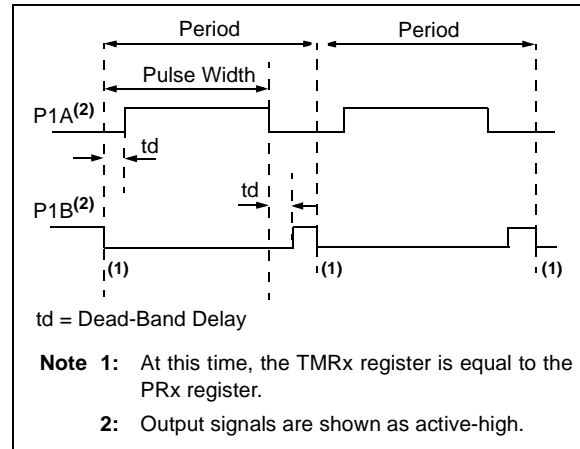 Period Period
Pulse Width
P1A(2)
td
td
P1B(2)
(1) (1) (1)
td = Dead-Band Delay
Note 1: At this time, the TMRx register is equal to the
PRx register.
2: Output signals are shown as active-high.